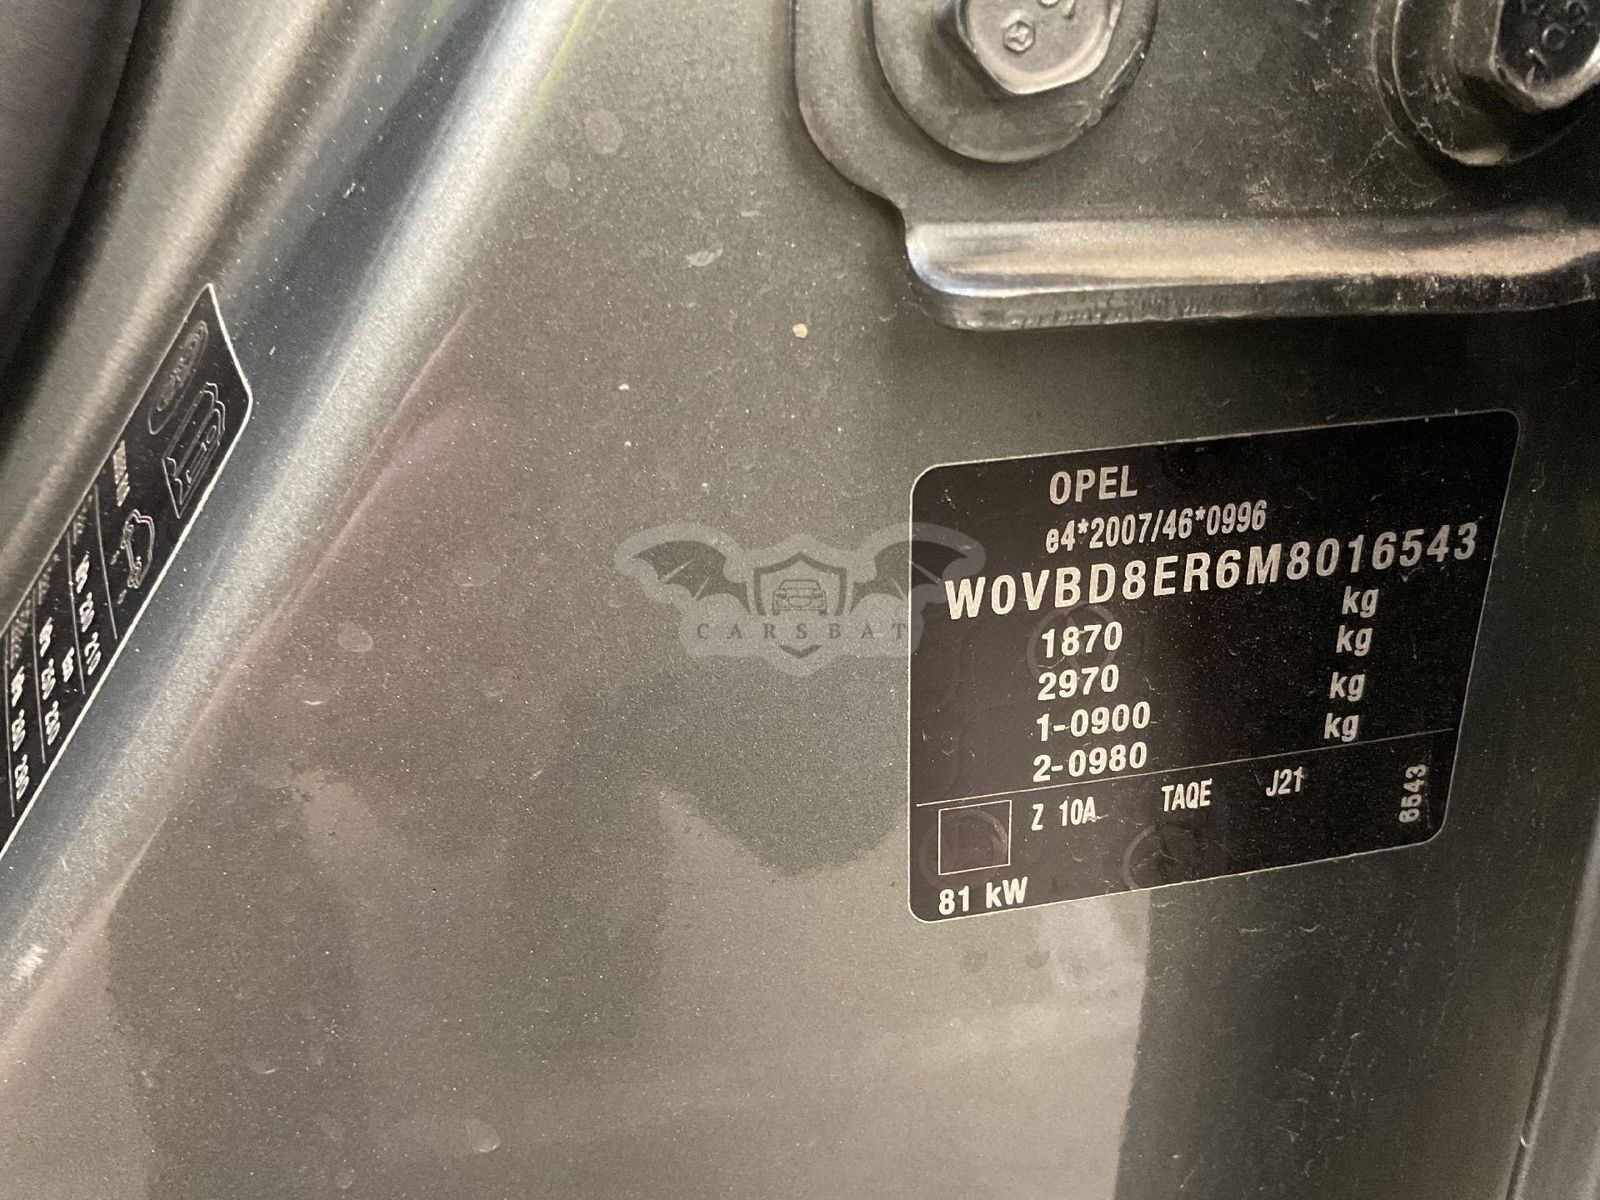 OPEL
e4*2007/46*0996
W0VBD8ER6M8016543
1870 kg
2970 kg
1-0900 kg
2-0980 kg
Z 10A TAQE J21
6543
81 kW
CARSBAT